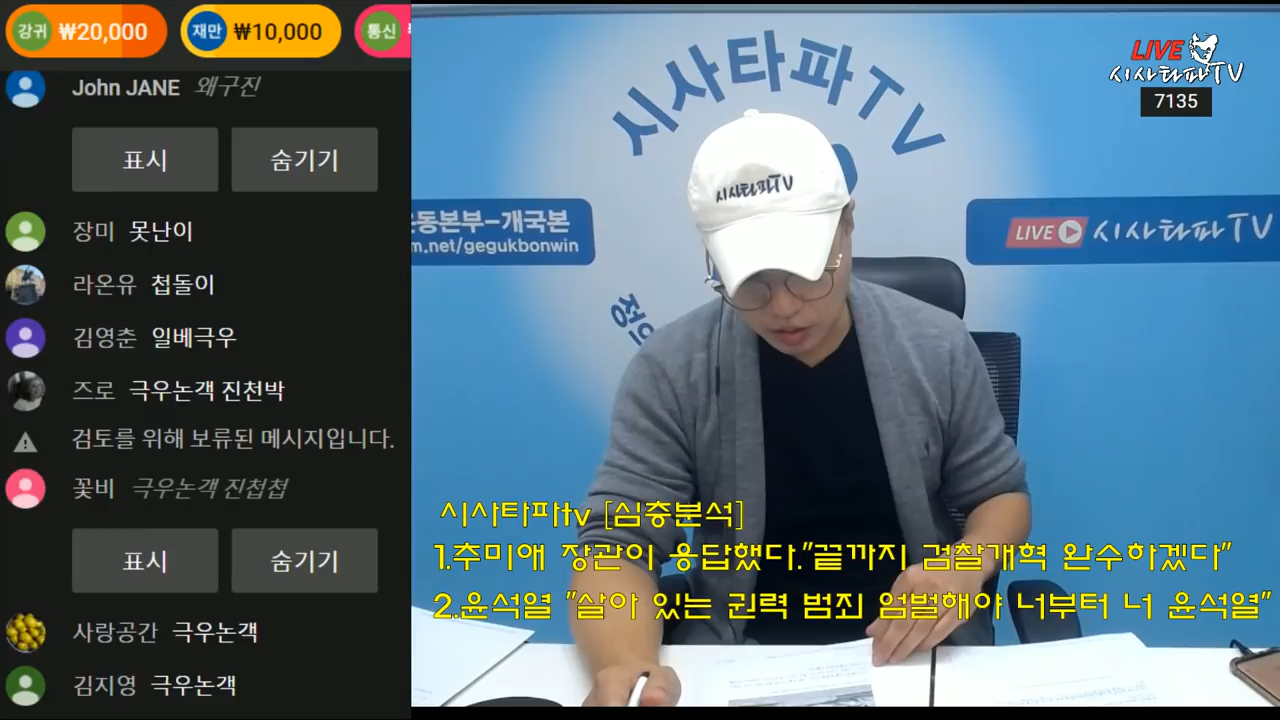 강귀 ₩20,000
재만 ₩10,000
통신
John JANE 왜구진
표시
숨기기
장미 못난이
라온유 첩돌이
김영춘 일베극우
즈로 극우논객 진천박
검토를 위해 보류된 메시지입니다.
꽃비 극우논객 진첩첩
표시
숨기기
사랑공간 극우논객
김지영 극우논객
시사타파TV
LIVE
시사타파TV
7135
시사타파TV
운동본부-개국본
m.net/gegukbonwin
LIVE 시사타파TV
정의
시사타파tv [심층분석]
1.추미애 장관이 응답했다."끝까지 검찰개혁 완수하겠다"
2.윤석열 "살아 있는 권력 범죄 엄벌해야 너부터 너 윤석열"